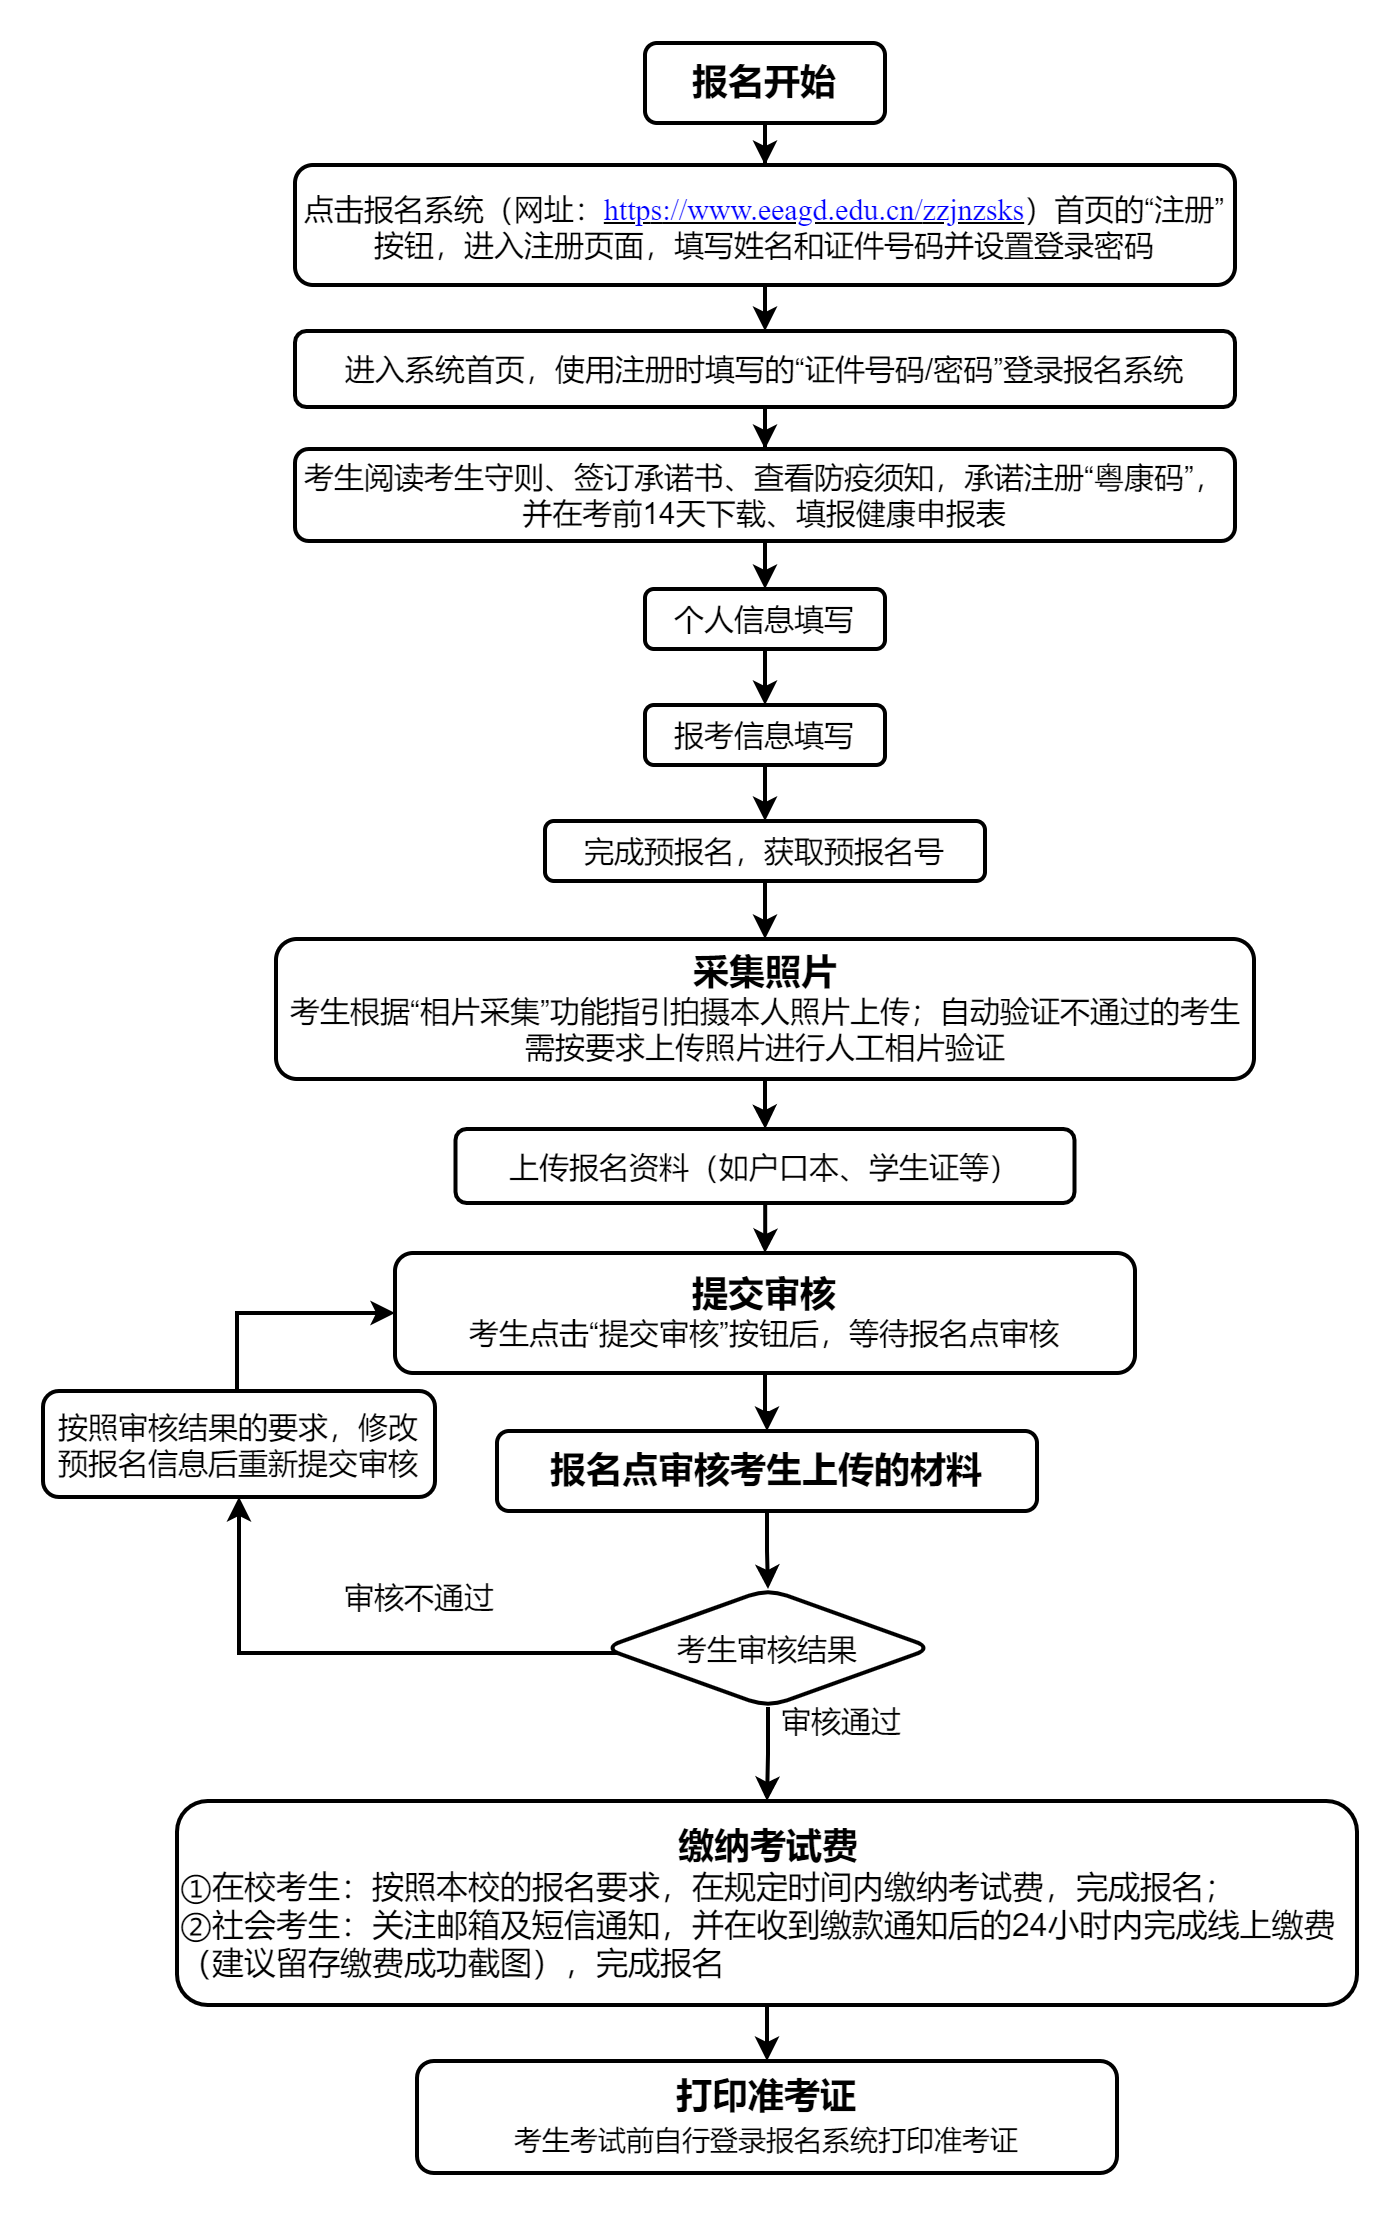 报名开始
点击报名系统（网址：https://www.eeagd.edu.cn/zzjnzsks）首页的“注册”
按钮，进入注册页面，填写姓名和证件号码并设置登录密码
进入系统首页，使用注册时填写的“证件号码/密码”登录报名系统
考生阅读考生守则、签订承诺书、查看防疫须知，承诺注册“粤康码”，
并在考前14天下载、填报健康申报表
个人信息填写
报考信息填写
完成预报名，获取预报名号
采集照片
考生根据“相片采集”功能指引拍摄本人照片上传；自动验证不通过的考生
需按要求上传照片进行人工相片验证
上传报名资料（如户口本、学生证等）
提交审核
考生点击“提交审核”按钮后，等待报名点审核
按照审核结果的要求，修改
预报名信息后重新提交审核
报名点审核考生上传的材料
审核不通过
考生审核结果
审核通过
缴纳考试费
①在校考生：按照本校的报名要求，在规定时间内缴纳考试费，完成报名；
②社会考生：关注邮箱及短信通知，并在收到缴款通知后的24小时内完成线上缴费
（建议留存缴费成功截图），完成报名
打印准考证
考生考试前自行登录报名系统打印准考证